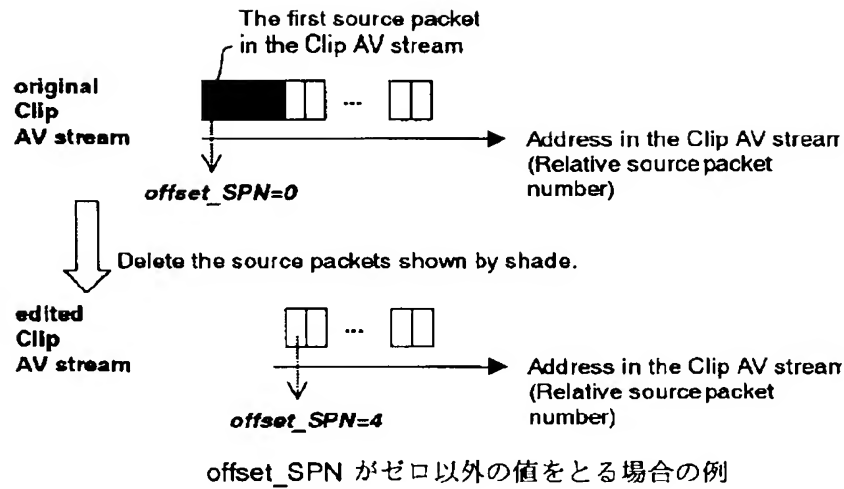 The first source packet
in the Clip AV stream
original
Clip
AV stream
...
Address in the Clip AV stream
(Relative source packet
number)
offset_SPN=0
Delete the source packets shown by shade.
edited
Clip
AV stream
...
Address in the Clip AV stream
(Relative source packet
number)
offset_SPN=4
offset_SPN がゼロ以外の値をとる場合の例